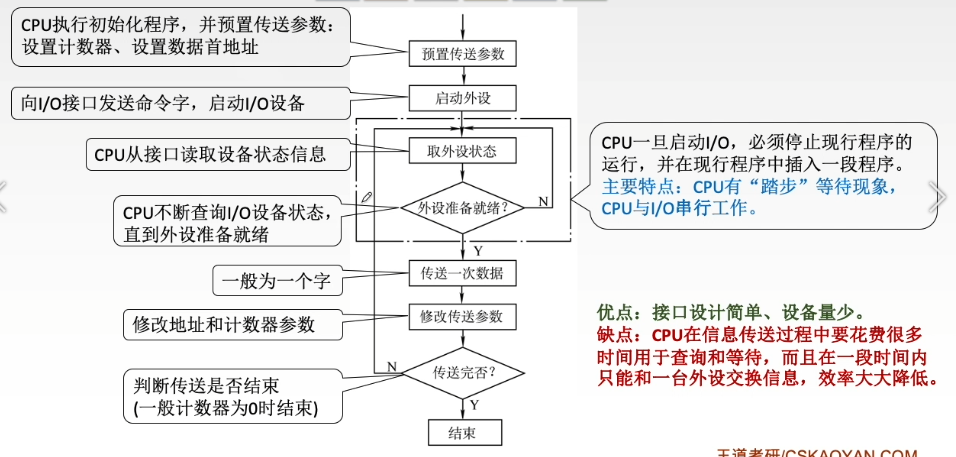 CPU执行初始化程序，并预置传送参数：
设置计数器、设置数据首地址
预置传送参数
向I/O接口发送命令字，启动I/O设备
启动外设
CPU从接口读取设备状态信息
取外设状态
CPU一旦启动I/O，必须停止现行程序的
运行，并在现行程序中插入一段程序。
主要特点：CPU有“踏步”等待现象，
CPU与I/O串行工作。
CPU不断查询I/O设备状态，
直到外设准备就绪
外设准备就绪？
N
Y
一般为一个字
传送一次数据
修改地址和计数器参数
修改传送参数
优点：接口设计简单、设备量少。
缺点：CPU在信息传送过程中要花费很多
时间用于查询和等待，而且在一段时间内
只能和一台外设交换信息，效率大大降低。
判断传送是否结束
(一般计数器为0时结束)
N
传送完否？
Y
结束
王道考研/CSKAOYAN.COM